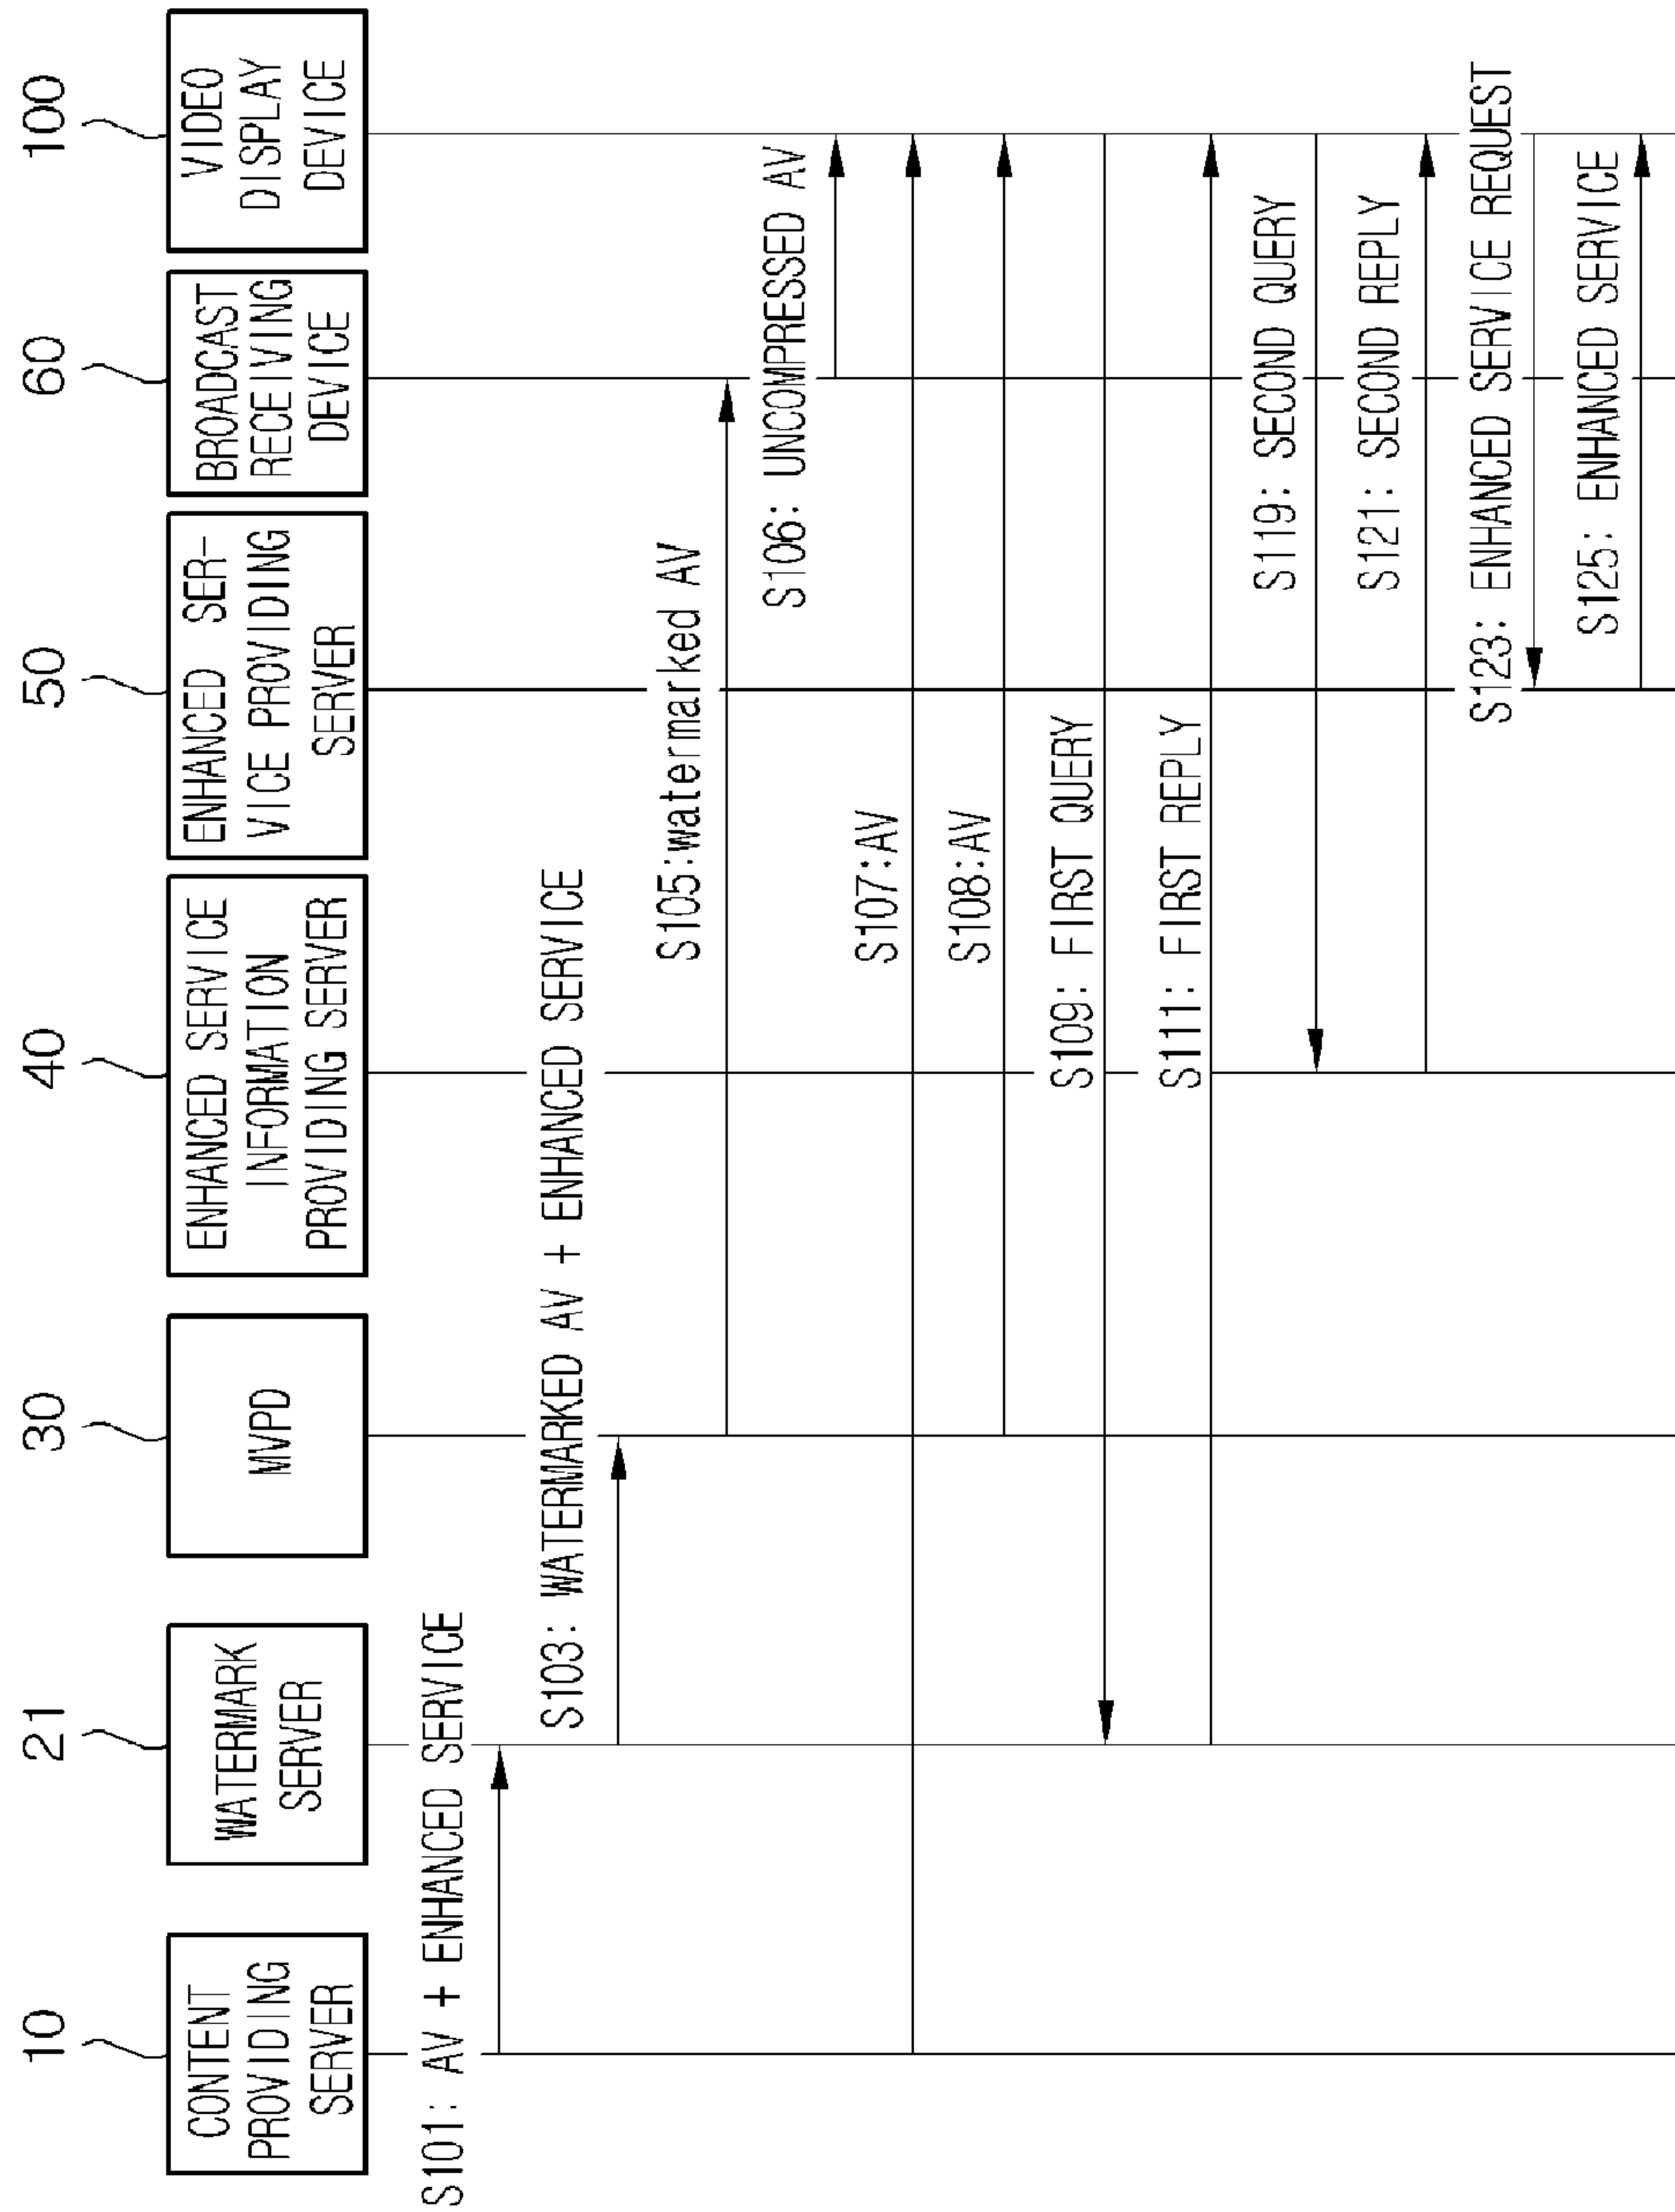 10
CONTENT
PROVIDING
SERVER
21
WATERMARK
SERVER
30
MVPD
40
ENHANCED SERVICE
INFORMATION
PROVIDING SERVER
50
ENHANCED SER-
VICE PROVIDING
SERVER
60
BROADCAST
RECEIVING
DEVICE
100
VIDEO
DISPLAY
DEVICE
S101: AV + ENHANCED SERVICE
S103: WATERMARKED AV + ENHANCED SERVICE
S105:watermarked AV
S106: UNCOMPRESSED AV
S107:AV
S108:AV
S109: FIRST QUERY
S111: FIRST REPLY
S119: SECOND QUERY
S121: SECOND REPLY
S123: ENHANCED SERVICE REQUEST
S125: ENHANCED SERVICE